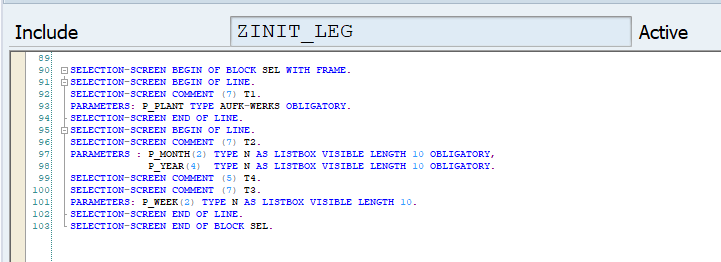 Include ZINIT_LEG Active
89
90 SELECTION-SCREEN BEGIN OF BLOCK SEL WITH FRAME.
91 SELECTION-SCREEN BEGIN OF LINE.
92 SELECTION-SCREEN COMMENT (7) T1.
93 PARAMETERS: P_PLANT TYPE AUFK-WERKS OBLIGATORY.
94 SELECTION-SCREEN END OF LINE.
95 SELECTION-SCREEN BEGIN OF LINE.
96 SELECTION-SCREEN COMMENT (7) T2.
97 PARAMETERS : P_MONTH(2) TYPE N AS LISTBOX VISIBLE LENGTH 10 OBLIGATORY,
98 P_YEAR(4) TYPE N AS LISTBOX VISIBLE LENGTH 10 OBLIGATORY.
99 SELECTION-SCREEN COMMENT (5) T4.
100 SELECTION-SCREEN COMMENT (7) T3.
101 PARAMETERS: P_WEEK(2) TYPE N AS LISTBOX VISIBLE LENGTH 10.
102 SELECTION-SCREEN END OF LINE.
103 SELECTION-SCREEN END OF BLOCK SEL.